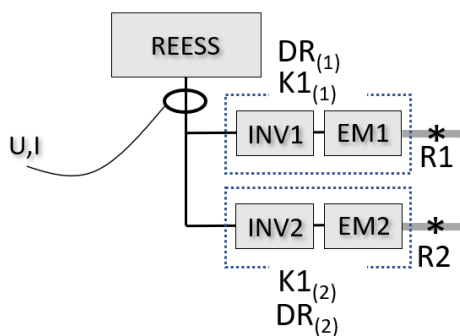 REESS
DR(1)
K1(1)
U,I
INV1
EM1
*
R1
INV2
EM2
*
R2
K1(2)
DR(2)